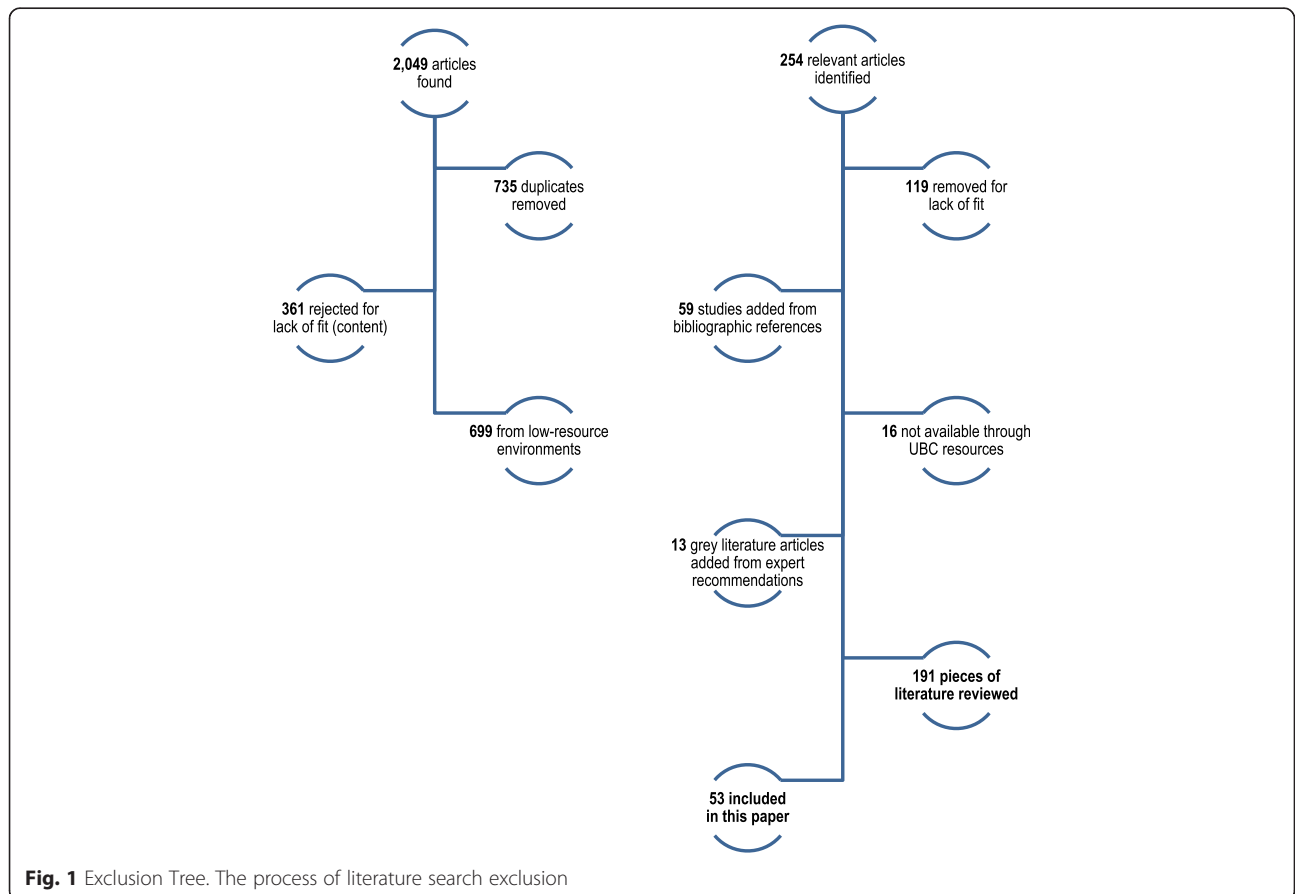 2,049 articles
found
735 duplicates
removed
361 rejected for
lack of fit (content)
699 from low-resource
environments
254 relevant articles
identified
119 removed for
lack of fit
59 studies added from
bibliographic references
16 not available through
UBC resources
13 grey literature articles
added from expert
recommendations
191 pieces of
literature reviewed
53 included
in this paper
Fig. 1 Exclusion Tree. The process of literature search exclusion